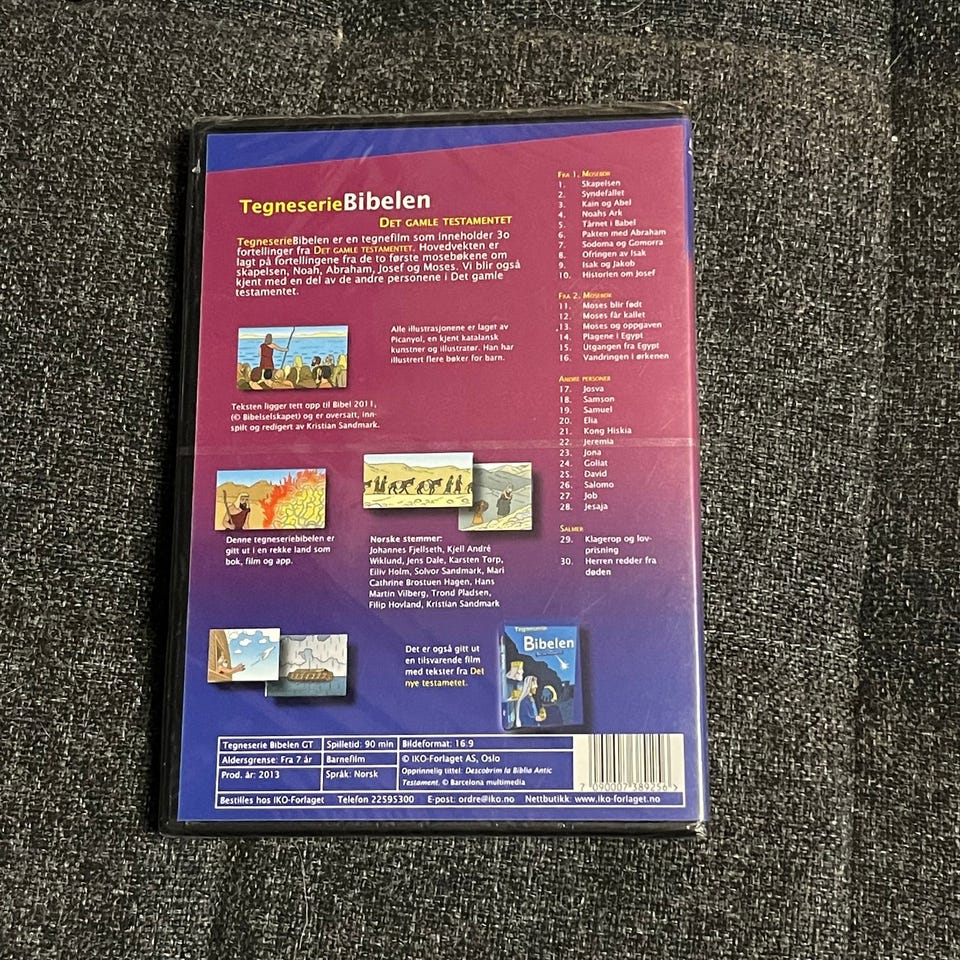 TegneserieBibelen
DET GAMLE TESTAMENTET
TegneserieBibelen er en tegnefilm som inneholder 3o
fortellinger fra DET GAMLE TESTAMENTET. Hovedvekten er
lagt på fortellingene fra de to første mosebøkene om
skapelsen, Noah, Abraham, Josef og Moses. Vi blir også
kjent med en del av de andre personene i Det gamle
testamentet.
Alle illustrasjonene er laget av
Picanyol, en kjent katalansk
kunstner og illustratør. Han har
illustrert flere bøker for barn.
Teksten ligger tett opp til Bibel 2011,
(© Bibelselskapet) og er oversatt, inn-
spilt og redigert av Kristian Sandmark.
Denne tegneseriebibelen er
gitt ut i en rekke land som
bok, film og app.
Norske stemmer:
Johannes Fjellseth, Kjell André
Wiklund, Jens Dale, Karsten Torp,
Eiliv Holm, Solvor Sandmark, Mari
Cathrine Brostuen Hagen, Hans
Martin Vilberg, Trond Pladsen,
Filip Hovland, Kristian Sandmark
Det er også gitt ut
en tilsvarende film
med tekster fra Det
nye testametet.
Tegneserie
Bibelen
FRA 1. MOSEBOK
1. Skapelsen
2. Syndefallet
3. Kain og Abel
4. Noahs Ark
5. Tårnet i Babel
6. Pakten med Abraham
7. Sodoma og Gomorra
8. Ofringen av Isak
9. Isak og Jakob
10. Historien om Josef
FRA 2. MOSEBOK
11. Moses blir født
12. Moses får kallet
13. Moses og oppgaven
14. Plagene i Egypt
15. Utgangen fra Egypt
16. Vandringen i ørkenen
ANDRE PERSONER
17. Josva
18. Samson
19. Samuel
20. Elia
21. Kong Hiskia
22. Jeremia
23. Jona
24. Goliat
25. David
26. Salomo
27. Job
28. Jesaja
SALMER
29. Klagerop og lov-
prisning
30. Herren redder fra
døden
Tegneserie Bibelen GT Spilletid: 90 min Bildeformat: 16:9
Aldersgrense: Fra 7 år Barnefilm © IKO-Forlaget AS, Oslo
Prod. år: 2013 Språk: Norsk Opprinnelig tittel: Descobrim la Biblia Antic
Testament. © Barcelona multimedia
7 090007 389256 >
Bestilles hos IKO-Forlaget Telefon 22595300 E-post: ordre@iko.no Nettbutikk: www.iko-forlaget.no